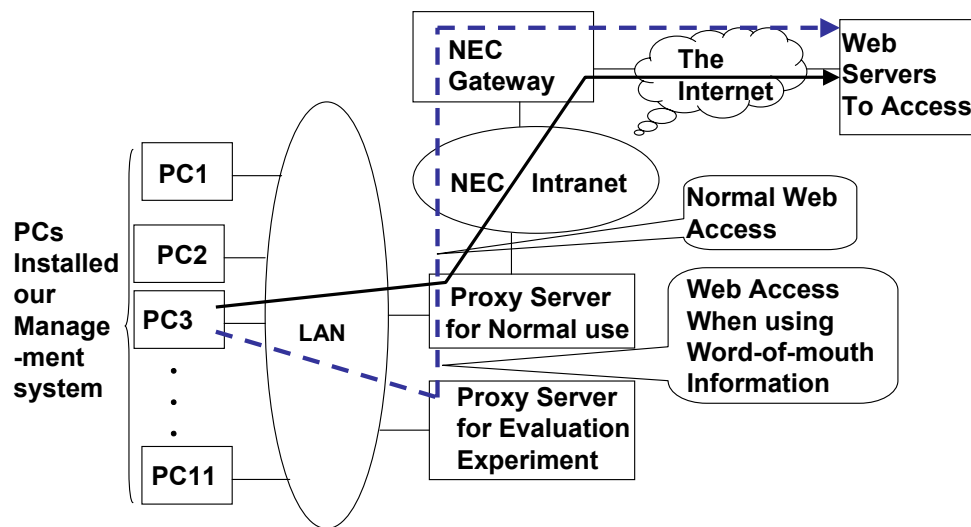 NEC
Gateway
The
Internet
Web
Servers
To Access
PC1
PC2
PC3
PC11
PCs
Installed
our
Manage
-ment
system
LAN
NEC Intranet
Normal Web
Access
Proxy Server
for Normal use
Web Access
When using
Word-of-mouth
Information
Proxy Server
for Evaluation
Experiment